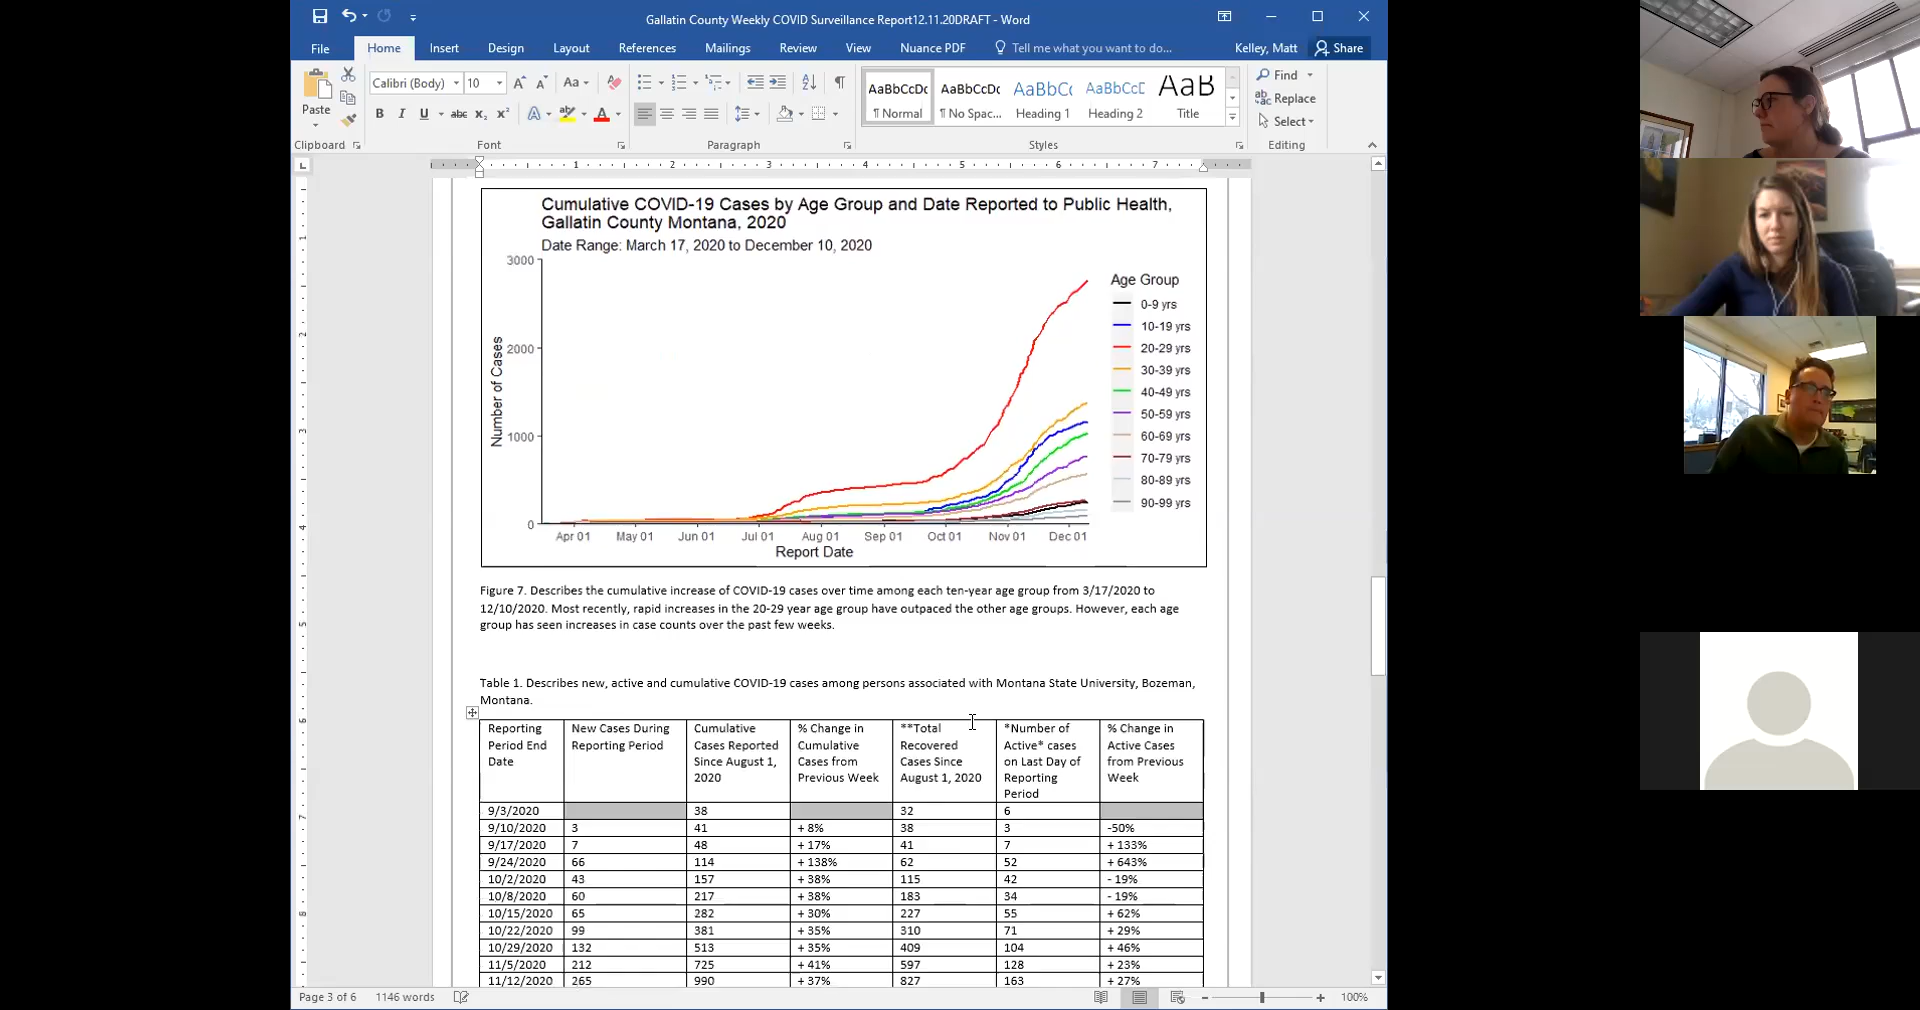 Gallatin County Weekly COVID Surveillance Report12.11.20DRAFT - Word
File Home Insert Design Layout References Mailings Review View Nuance PDF Tell me what you want to do... Kelley, Matt Share
Paste
Calibri (Body) 10
Aa
B I U abc x₂ x² A A
AaBbCcDc AaBbCcDc AaBbCc AaBbCcD AaB
¶ Normal ¶ No Spac... Heading 1 Heading 2 Title
Find
Replace
Select
Clipboard Font Paragraph Styles Editing
1 2 3 4 5 6 7
Cumulative COVID-19 Cases by Age Group and Date Reported to Public Health,
Gallatin County Montana, 2020
Date Range: March 17, 2020 to December 10, 2020
3000
2000
1000
0
Number of Cases
Apr 01 May 01 Jun 01 Jul 01 Aug 01 Sep 01 Oct 01 Nov 01 Dec 01
Report Date
Age Group
0-9 yrs
10-19 yrs
20-29 yrs
30-39 yrs
40-49 yrs
50-59 yrs
60-69 yrs
70-79 yrs
80-89 yrs
90-99 yrs
Figure 7. Describes the cumulative increase of COVID-19 cases over time among each ten-year age group from 3/17/2020 to
12/10/2020. Most recently, rapid increases in the 20-29 year age group have outpaced the other age groups. However, each age
group has seen increases in case counts over the past few weeks.
Table 1. Describes new, active and cumulative COVID-19 cases among persons associated with Montana State University, Bozeman,
Montana.
Reporting
Period End
Date
New Cases During
Reporting Period
Cumulative
Cases Reported
Since August 1,
2020
% Change in
Cumulative
Cases from
Previous Week
**Total
Recovered
Cases Since
August 1, 2020
*Number of
Active* cases
on Last Day of
Reporting
Period
% Change in
Active Cases
from Previous
Week
9/3/2020 38 32 6
9/10/2020 3 41 + 8% 38 3 -50%
9/17/2020 7 48 + 17% 41 7 + 133%
9/24/2020 66 114 + 138% 62 52 + 643%
10/2/2020 43 157 + 38% 115 42 - 19%
10/8/2020 60 217 + 38% 183 34 - 19%
10/15/2020 65 282 + 30% 227 55 + 62%
10/22/2020 99 381 + 35% 310 71 + 29%
10/29/2020 132 513 + 35% 409 104 + 46%
11/5/2020 212 725 + 41% 597 128 + 23%
11/12/2020 265 990 + 37% 827 163 + 27%
Page 3 of 6 1146 words 100%